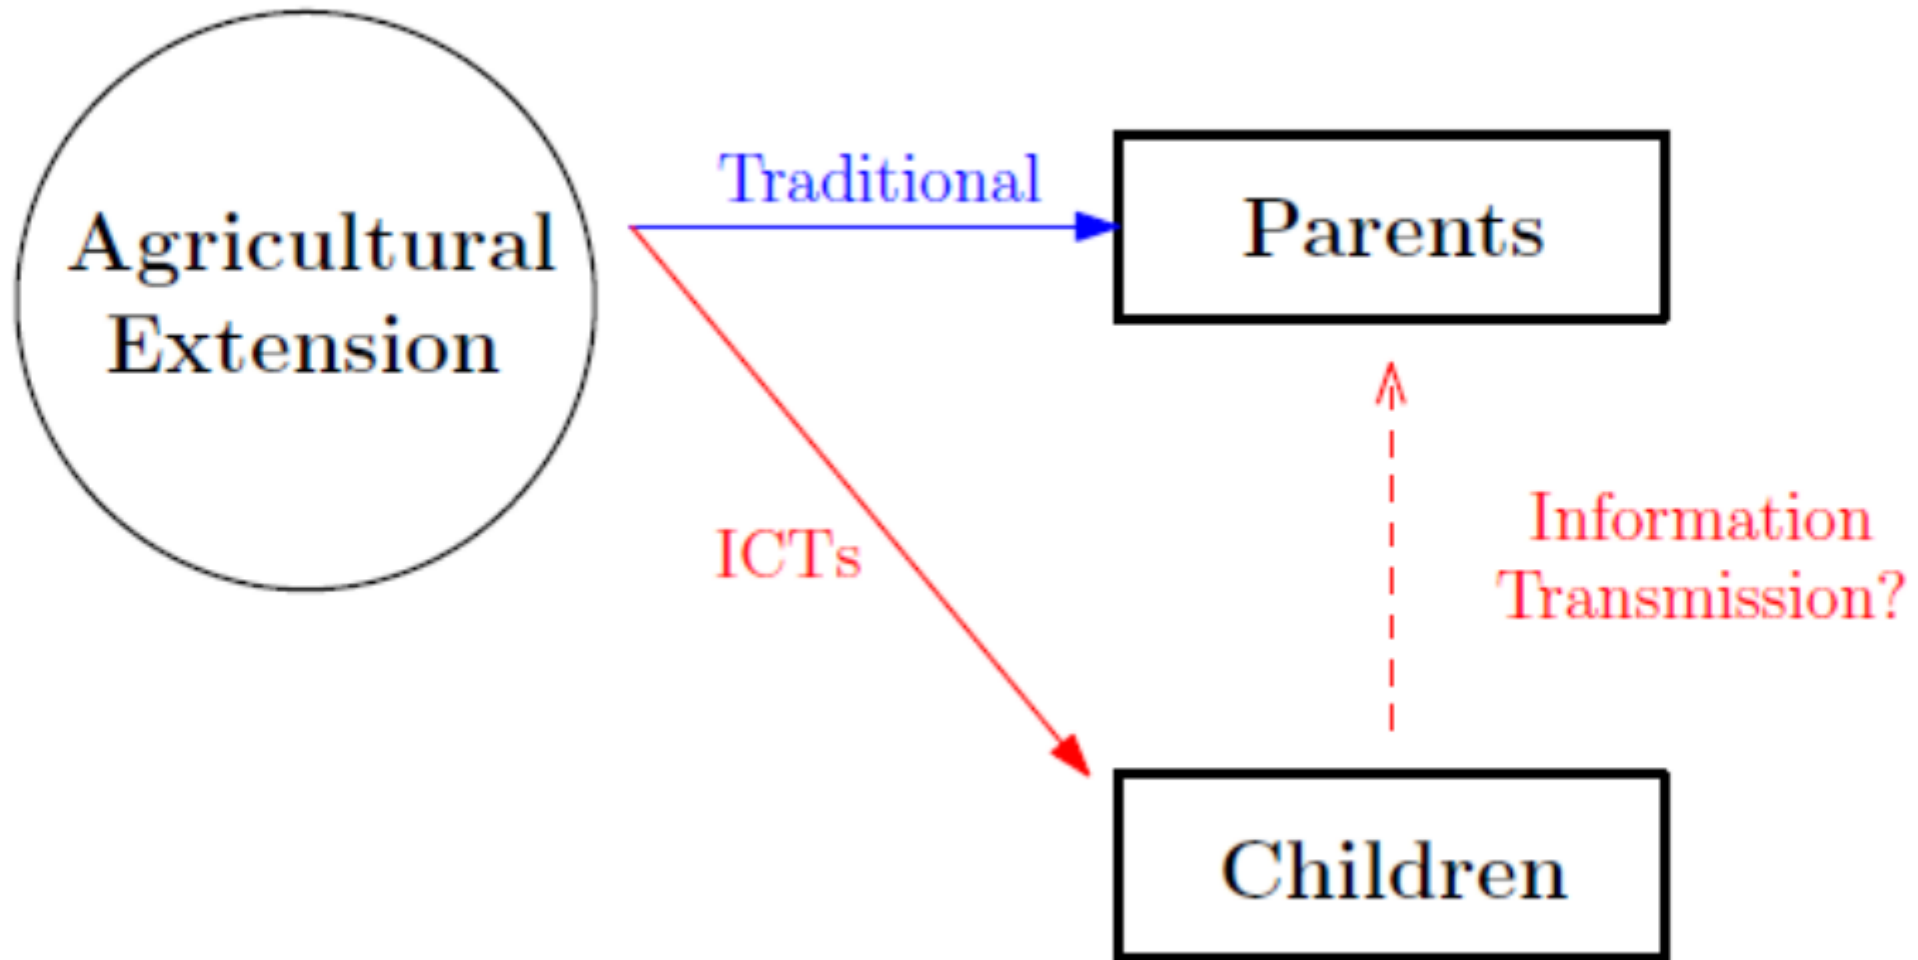 Agricultural
Extension
Traditional
Parents
ICTs
Information
Transmission?
Children